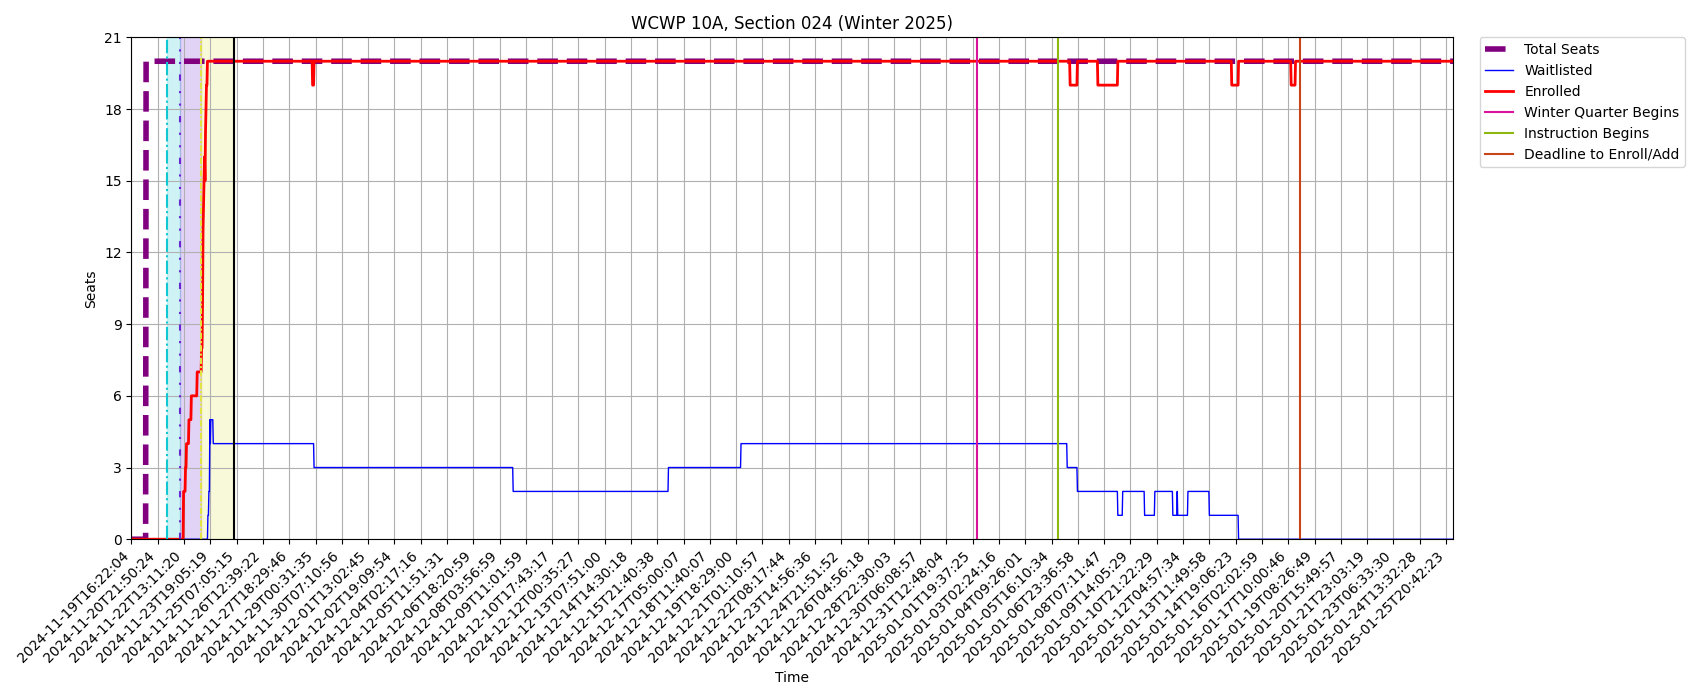 WCWP 10A, Section 024 (Winter 2025)
21
18
15
12
9
6
3
0
Seats
Total Seats
Waitlisted
Enrolled
Winter Quarter Begins
Instruction Begins
Deadline to Enroll/Add
2024-11-19T16:22:04
2024-11-20T21:50:24
2024-11-22T13:11:20
2024-11-23T19:05:19
2024-11-25T07:05:15
2024-11-26T12:39:22
2024-11-27T18:29:46
2024-11-29T00:31:35
2024-11-30T07:10:56
2024-12-01T13:02:45
2024-12-02T19:09:54
2024-12-04T02:17:16
2024-12-05T11:51:31
2024-12-06T18:20:59
2024-12-08T03:56:59
2024-12-09T11:01:59
2024-12-10T17:43:17
2024-12-12T00:35:27
2024-12-13T07:51:00
2024-12-14T14:30:18
2024-12-15T21:40:38
2024-12-17T05:00:07
2024-12-18T11:40:07
2024-12-19T18:29:00
2024-12-21T01:10:57
2024-12-22T08:17:44
2024-12-23T14:56:36
2024-12-24T21:51:52
2024-12-26T04:56:18
2024-12-28T22:30:03
2024-12-30T06:08:57
2024-12-31T12:48:04
2025-01-01T19:37:25
2025-01-03T02:24:16
2025-01-04T09:26:01
2025-01-05T16:10:34
2025-01-06T23:36:58
2025-01-08T07:11:47
2025-01-09T14:05:29
2025-01-10T21:22:29
2025-01-12T04:57:34
2025-01-13T11:49:58
2025-01-14T19:06:23
2025-01-16T02:02:59
2025-01-17T10:00:46
2025-01-19T08:26:49
2025-01-20T15:49:57
2025-01-21T23:03:19
2025-01-23T06:33:30
2025-01-24T13:32:28
2025-01-25T20:42:23
Time